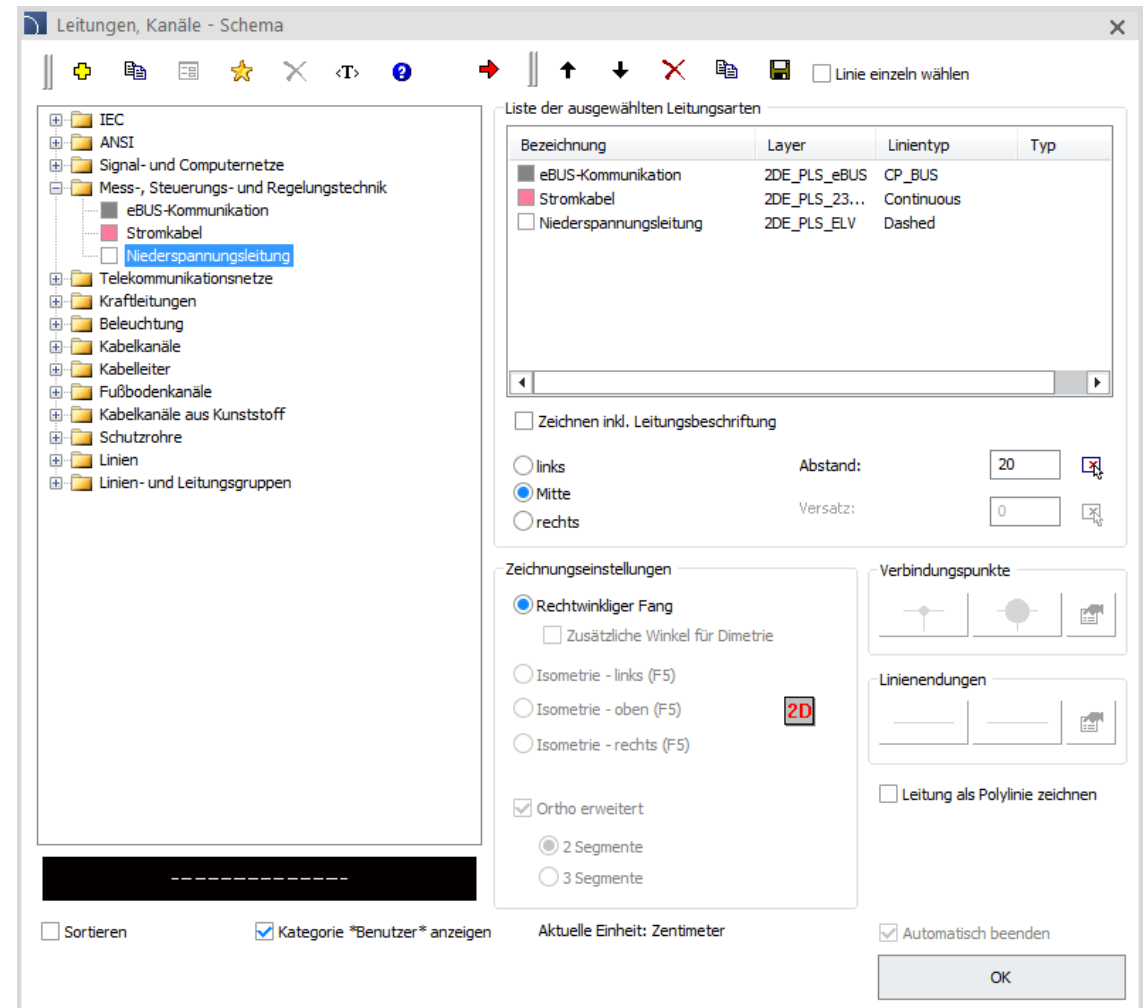 Leitungen, Kanäle - Schema
‹T›
?
Linie einzeln wählen
IEC
ANSI
Signal- und Computernetze
Mess-, Steuerungs- und Regelungstechnik
eBUS-Kommunikation
Stromkabel
Niederspannungsleitung
Telekommunikationsnetze
Kraftleitungen
Beleuchtung
Kabelkanäle
Kabelleiter
Fußbodenkanäle
Kabelkanäle aus Kunststoff
Schutzrohre
Linien
Linien- und Leitungsgruppen
Sortieren
Kategorie *Benutzer* anzeigen
Liste der ausgewählten Leitungsarten
Bezeichnung Layer Linientyp Typ
eBUS-Kommunikation 2DE_PLS_eBUS CP_BUS
Stromkabel 2DE_PLS_23... Continuous
Niederspannungsleitung 2DE_PLS_ELV Dashed
Zeichnen inkl. Leitungsbeschriftung
links
Mitte
rechts
Abstand: 20
Versatz: 0
Zeichnungseinstellungen
Rechtwinkliger Fang
Zusätzliche Winkel für Dimetrie
Isometrie - links (F5)
Isometrie - oben (F5)
Isometrie - rechts (F5)
2D
Ortho erweitert
2 Segmente
3 Segmente
Verbindungspunkte
Linienendungen
Leitung als Polylinie zeichnen
Aktuelle Einheit: Zentimeter
Automatisch beenden
OK